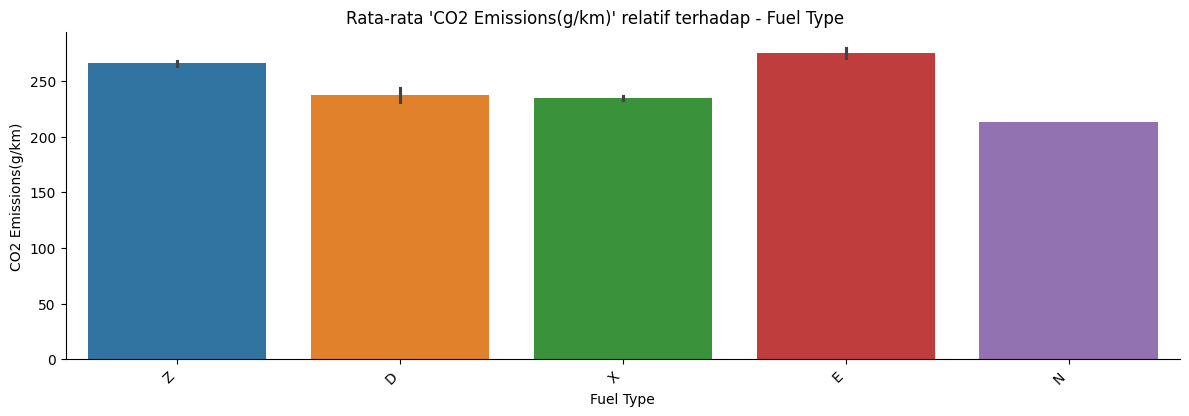 Rata-rata 'CO2 Emissions(g/km)' relatif terhadap - Fuel Type
CO2 Emissions(g/km)
250
200
150
100
50
0
Z
D
X
E
N
Fuel Type